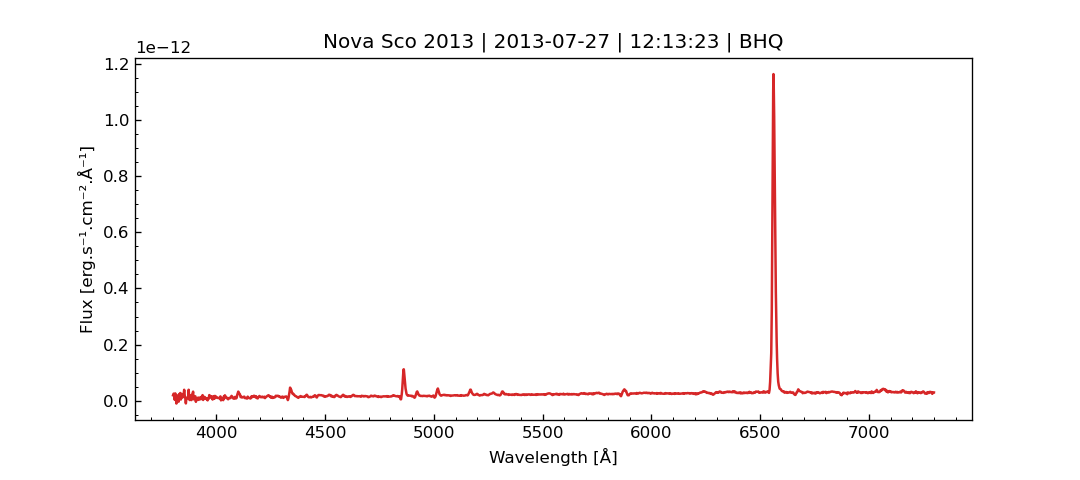 Nova Sco 2013 | 2013-07-27 | 12:13:23 | BHQ
1e−12
1.2
1.0
0.8
0.6
0.4
0.2
0.0
Flux [erg.s⁻¹.cm⁻².Å⁻¹]
4000 4500 5000 5500 6000 6500 7000
Wavelength [Å]